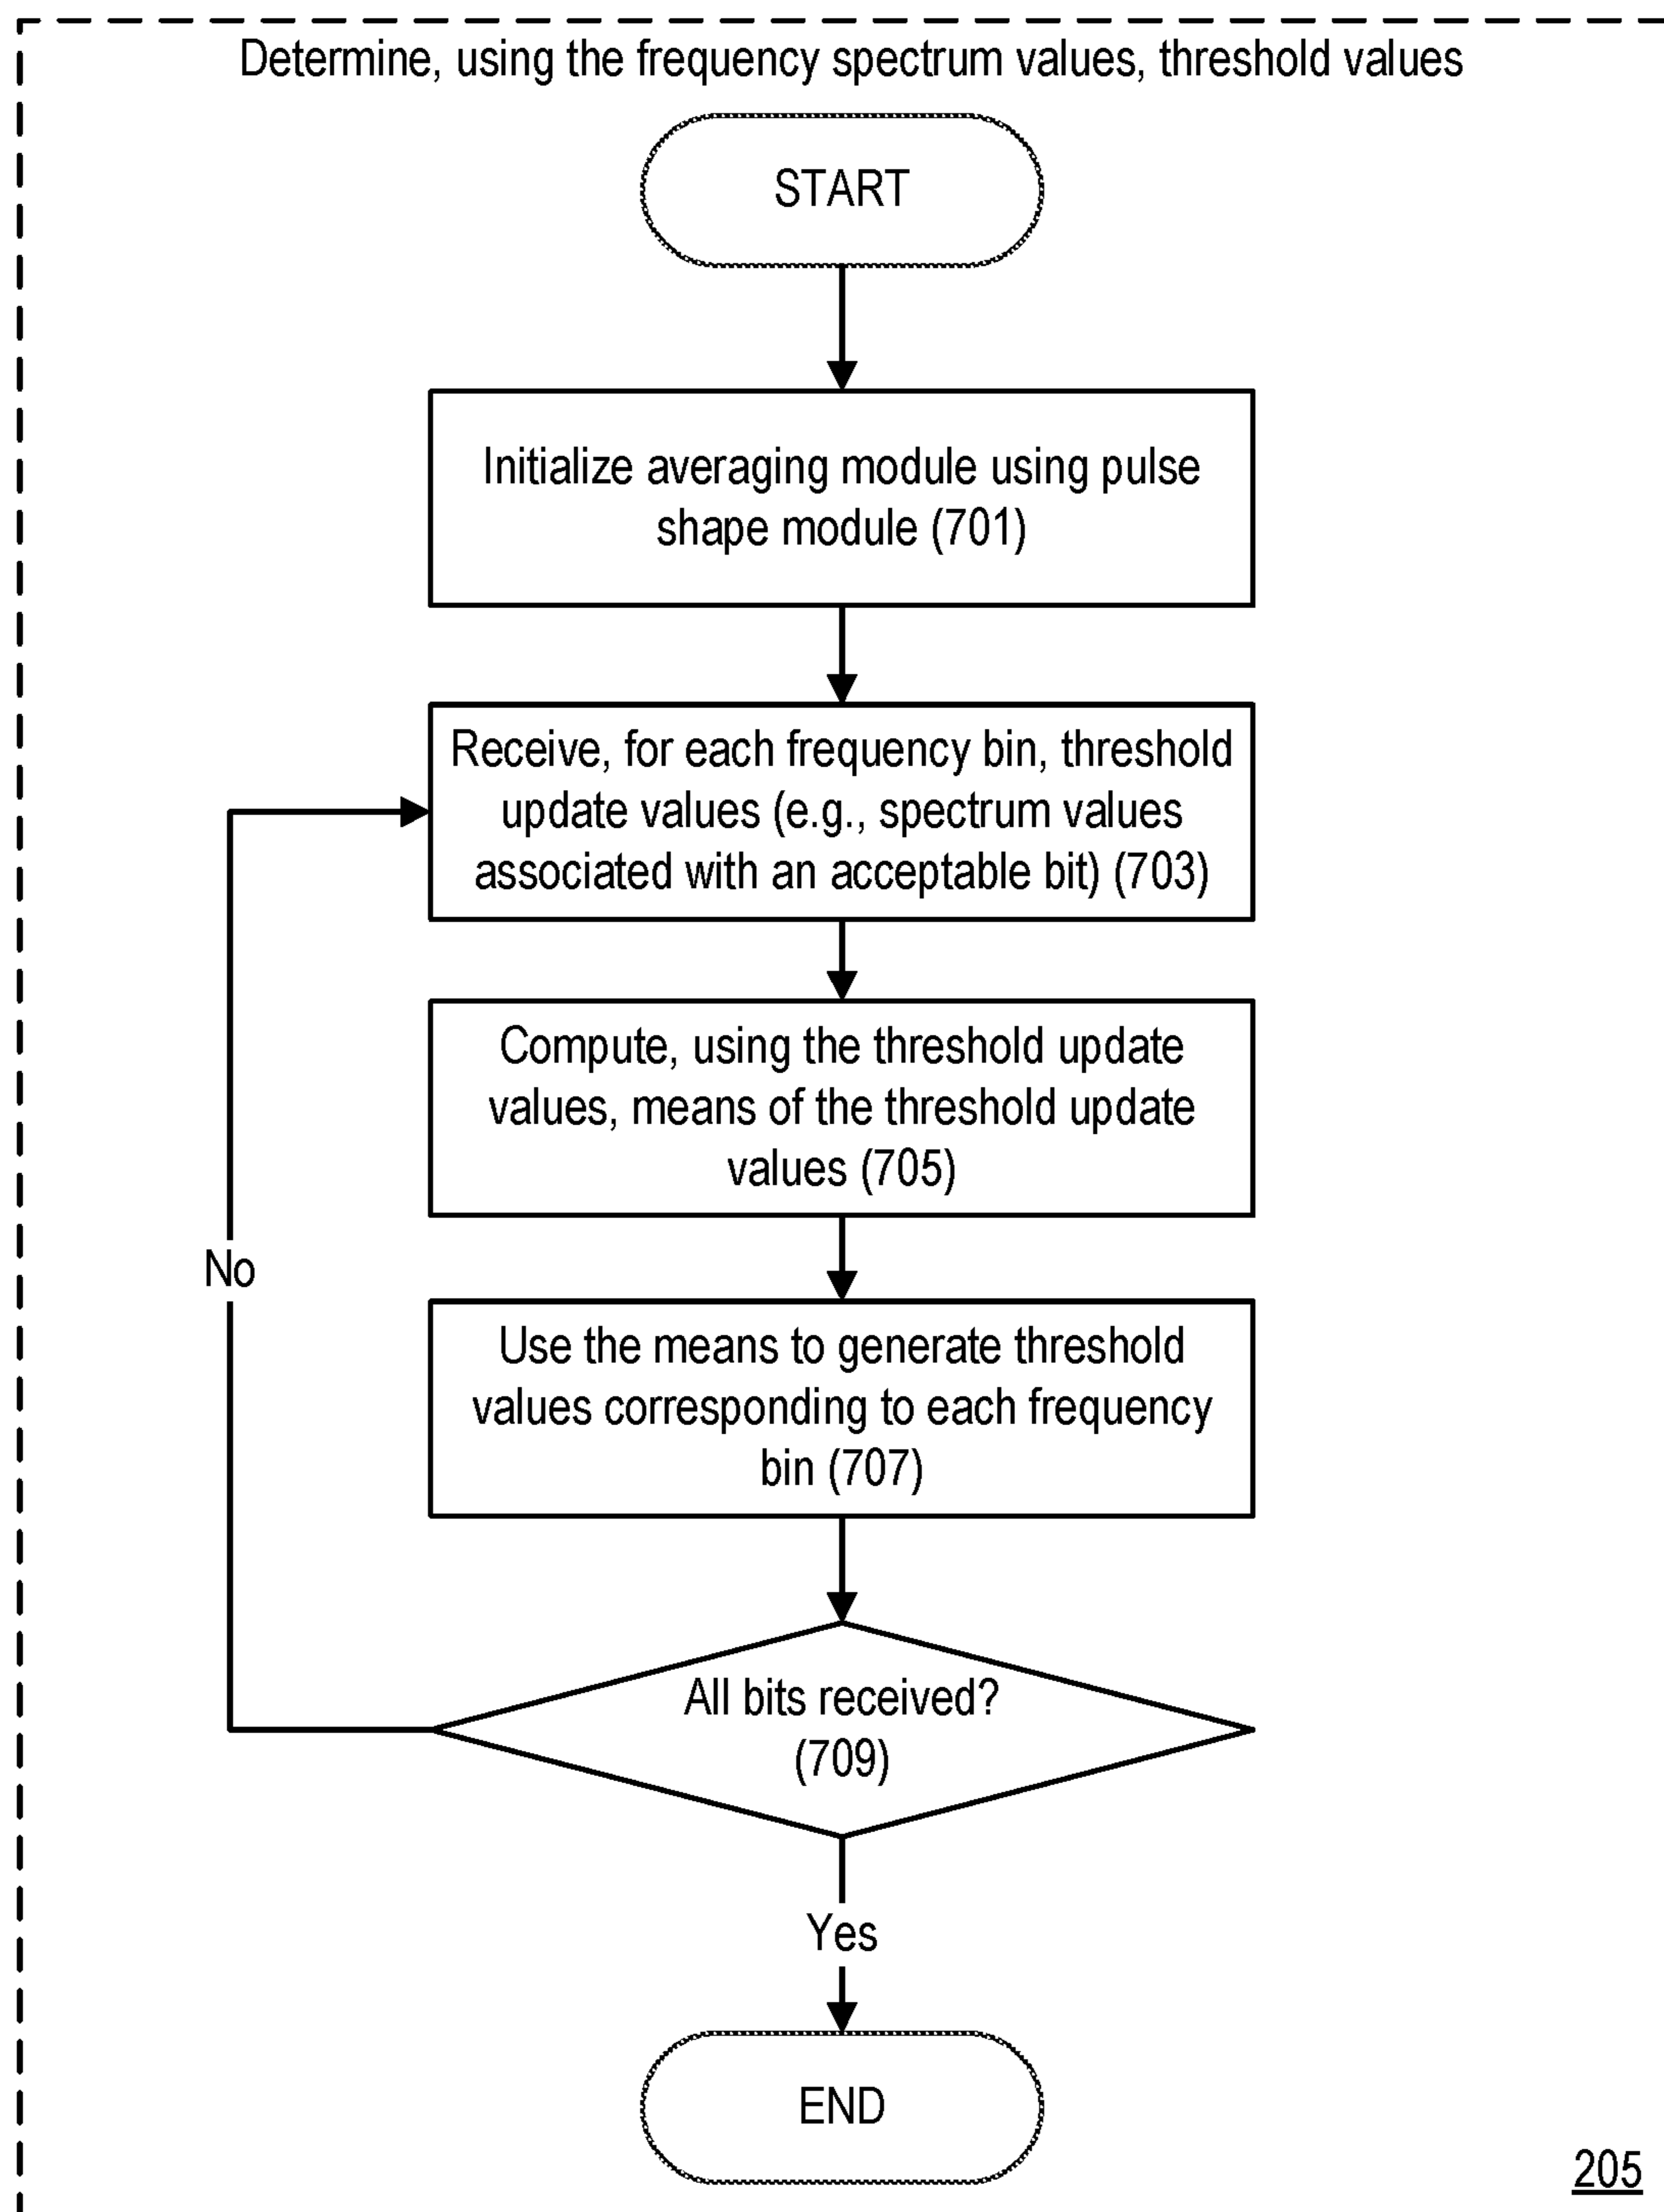 Determine, using the frequency spectrum values, threshold values
START
Initialize averaging module using pulse
shape module (701)
Receive, for each frequency bin, threshold
update values (e.g., spectrum values
associated with an acceptable bit) (703)
Compute, using the threshold update
values, means of the threshold update
values (705)
No
Use the means to generate threshold
values corresponding to each frequency
bin (707)
All bits received?
(709)
Yes
END
205